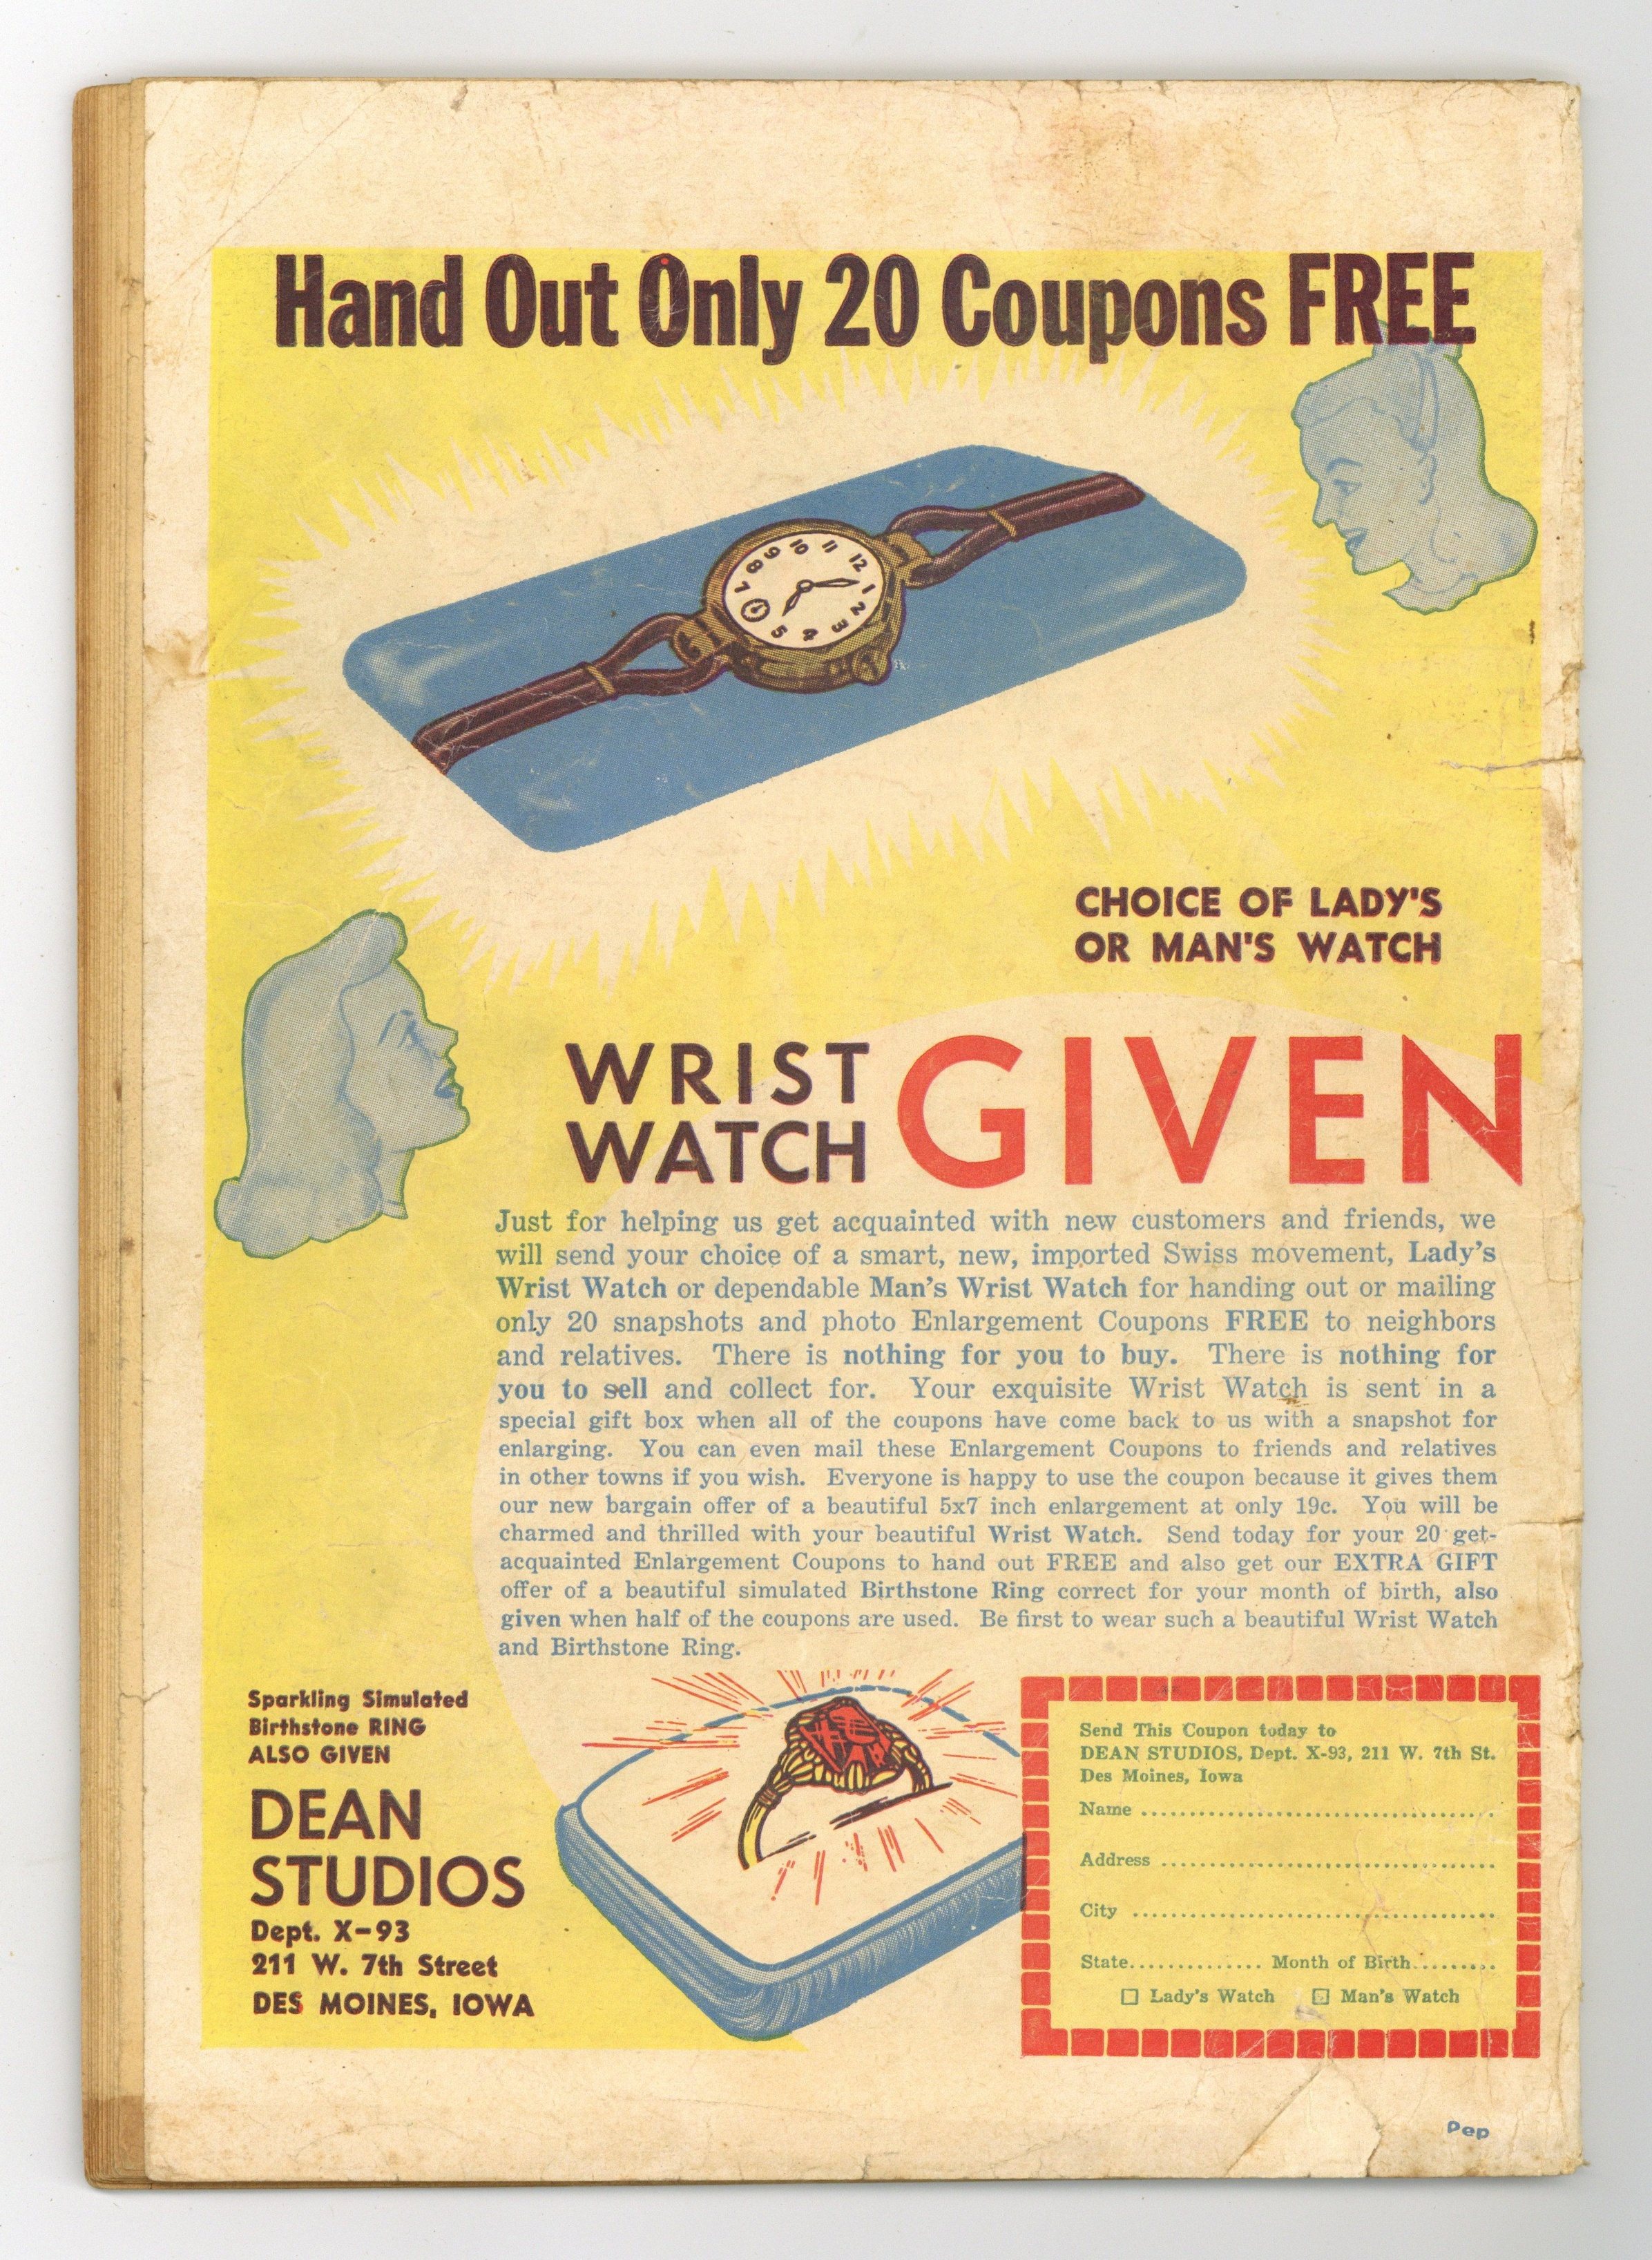 Hand Out Only 20 Coupons FREE
10 11 12 1 2 3 4 5 7 8 9
CHOICE OF LADY'S
OR MAN'S WATCH
WRIST
WATCH
GIVEN
Just for helping us get acquainted with new customers and friends, we
will send your choice of a smart, new, imported Swiss movement, Lady's
Wrist Watch or dependable Man's Wrist Watch for handing out or mailing
only 20 snapshots and photo Enlargement Coupons FREE to neighbors
and relatives. There is nothing for you to buy. There is nothing for
you to sell and collect for. Your exquisite Wrist Watch is sent in a
special gift box when all of the coupons have come back to us with a snapshot for
enlarging. You can even mail these Enlargement Coupons to friends and relatives
in other towns if you wish. Everyone is happy to use the coupon because it gives them
our new bargain offer of a beautiful 5x7 inch enlargement at only 19c. You will be
charmed and thrilled with your beautiful Wrist Watch. Send today for your 20 get-
acquainted Enlargement Coupons to hand out FREE and also get our EXTRA GIFT
offer of a beautiful simulated Birthstone Ring correct for your month of birth, also
given when half of the coupons are used. Be first to wear such a beautiful Wrist Watch
and Birthstone Ring.
Sparkling Simulated
Birthstone RING
ALSO GIVEN
DEAN
STUDIOS
Dept. X-93
211 W. 7th Street
DES MOINES, IOWA
Send This Coupon today to
DEAN STUDIOS, Dept. X-93, 211 W. 7th St.
Des Moines, Iowa
Name ......................................
Address ....................................
City .......................................
State.............. Month of Birth.........
☐ Lady's Watch ☐ Man's Watch
Pep